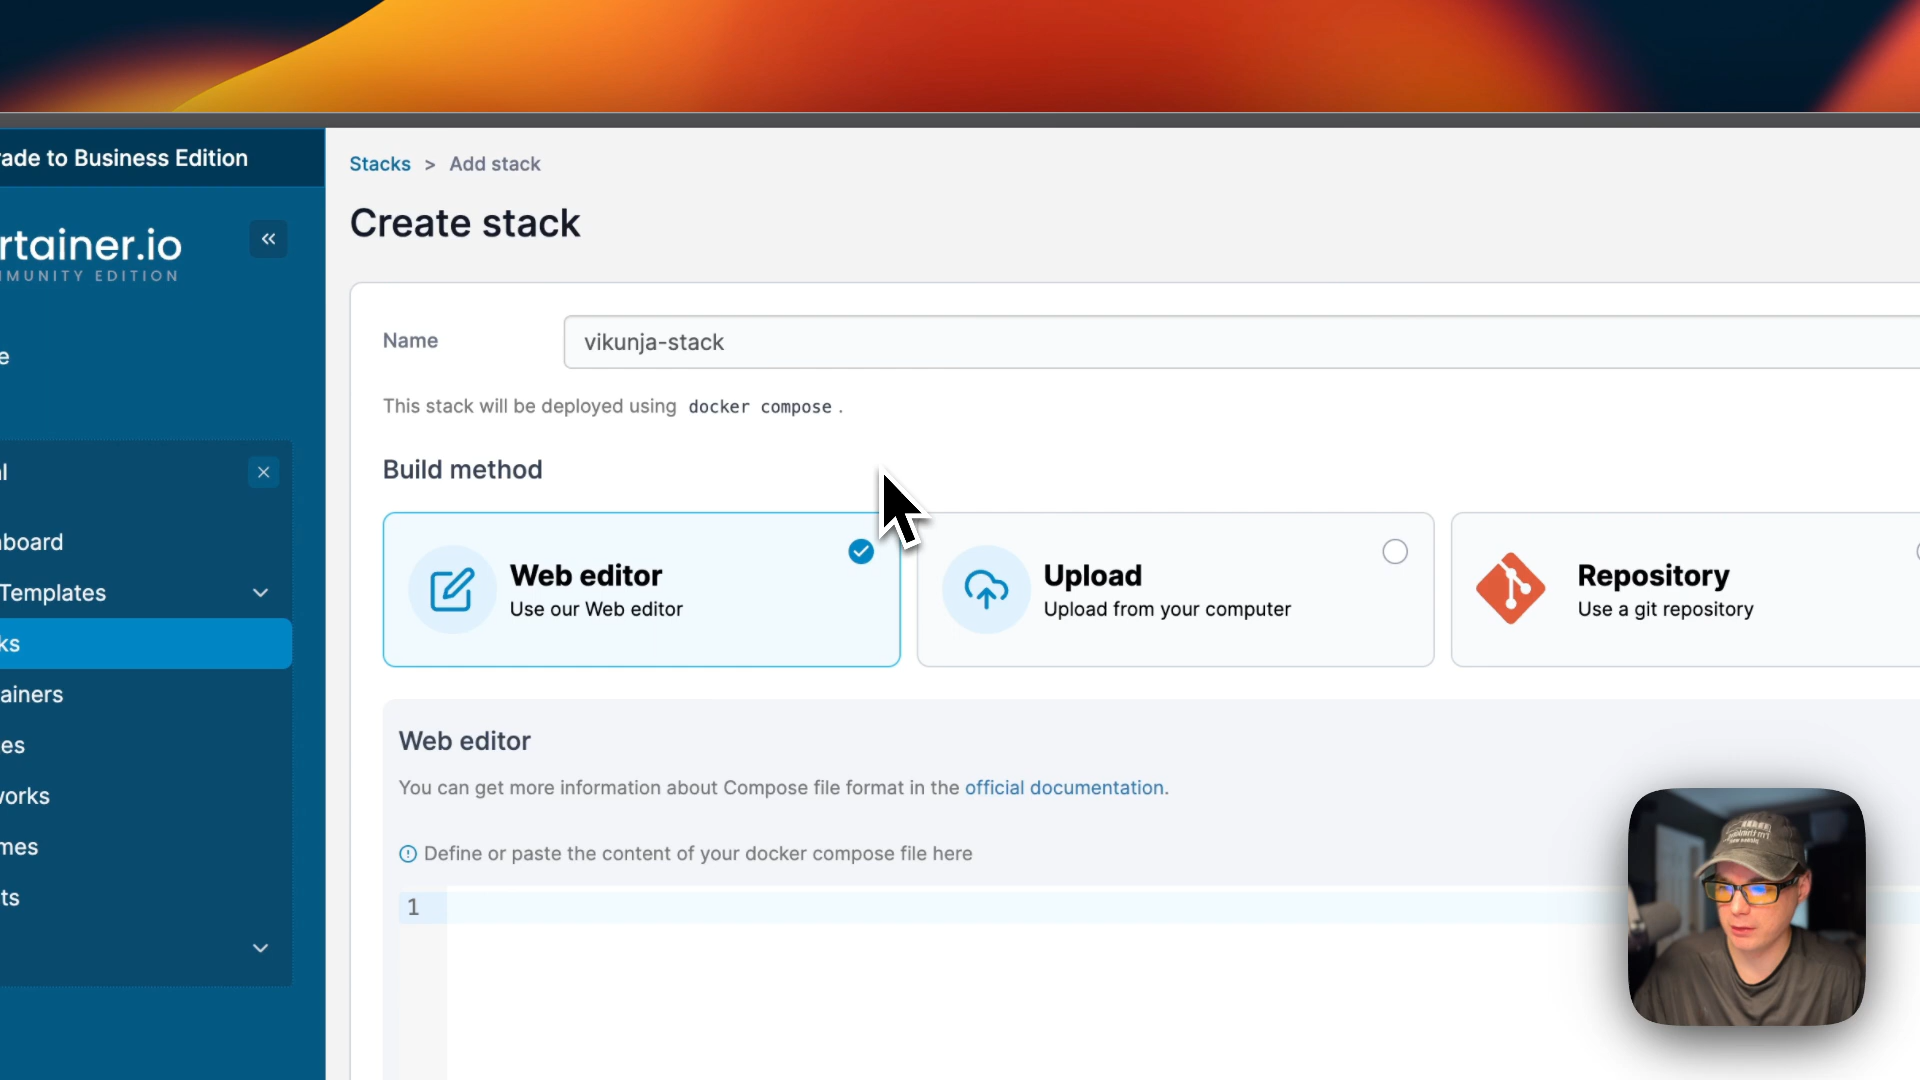 rade to Business Edition
Stacks > Add stack
Create stack
rtainer.io
MUNITY EDITION
Name
vikunja-stack
e
This stack will be deployed using docker compose .
Build method
l
board
Templates
ks
ainers
es
works
mes
ts
Web editor
Use our Web editor
Upload
Upload from your computer
Repository
Use a git repository
Web editor
You can get more information about Compose file format in the official documentation.
Define or paste the content of your docker compose file here
1